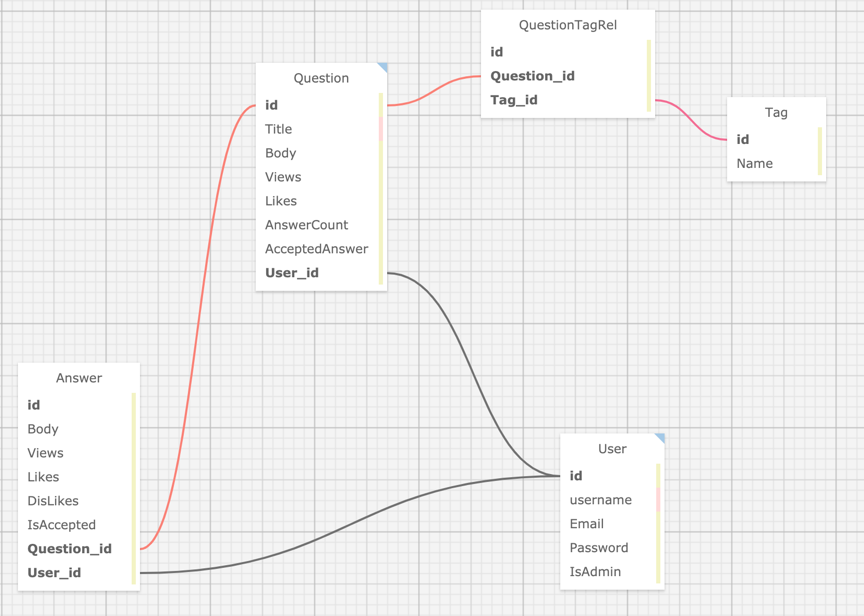 QuestionTagRel
id
Question_id
Tag_id
Question
id
Title
Body
Views
Likes
AnswerCount
AcceptedAnswer
User_id
Tag
id
Name
Answer
id
Body
Views
Likes
DisLikes
IsAccepted
Question_id
User_id
User
id
username
Email
Password
IsAdmin